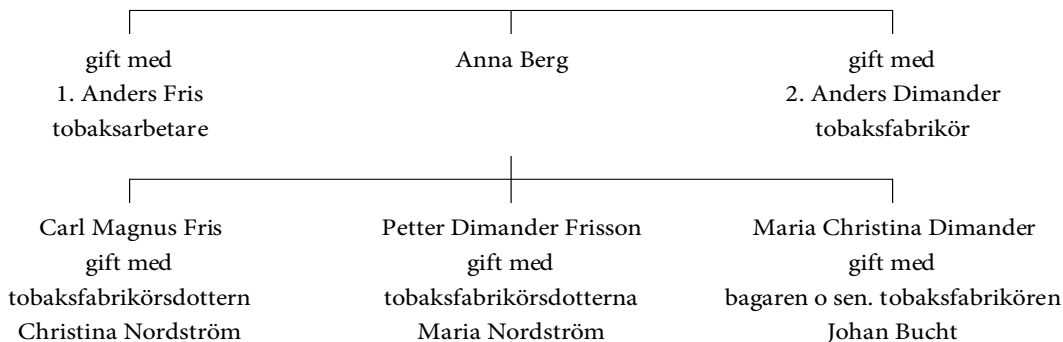 gift med
1. Anders Fris
tobaksarbetare
Anna Berg
gift med
2. Anders Dimander
tobaksfabrikör
Carl Magnus Fris
gift med
tobaksfabrikörsdottern
Christina Nordström
Petter Dimander Frisson
gift med
tobaksfabrikörsdotterna
Maria Nordström
Maria Christina Dimander
gift med
bagaren o sen. tobaksfabrikören
Johan Bucht